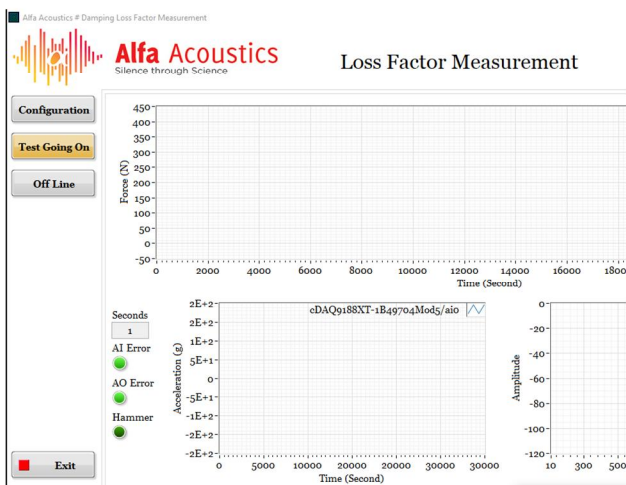 Alfa Acoustics # Damping Loss Factor Measurement
Alfa Acoustics
Silence through Science
Loss Factor Measurement
Configuration
Test Going On
Off Line
Force (N)
450
400
350
300
250
200
150
100
50
0
-50
0 2000 4000 6000 8000 10000 12000 14000 16000 1800
Time (Second)
Seconds
1
AI Error
AO Error
Hammer
Acceleration (g)
2E+2
2E+2
1E+2
5E+1
0
-5E+1
-1E+2
-2E+2
-2E+2
cDAQ9188XT-1B49704Mod5/ai0
0 5000 10000 20000 30000 30000
Time (Second)
Amplitude
0
-20
-40
-60
-80
-100
-120
10 300 500
Exit